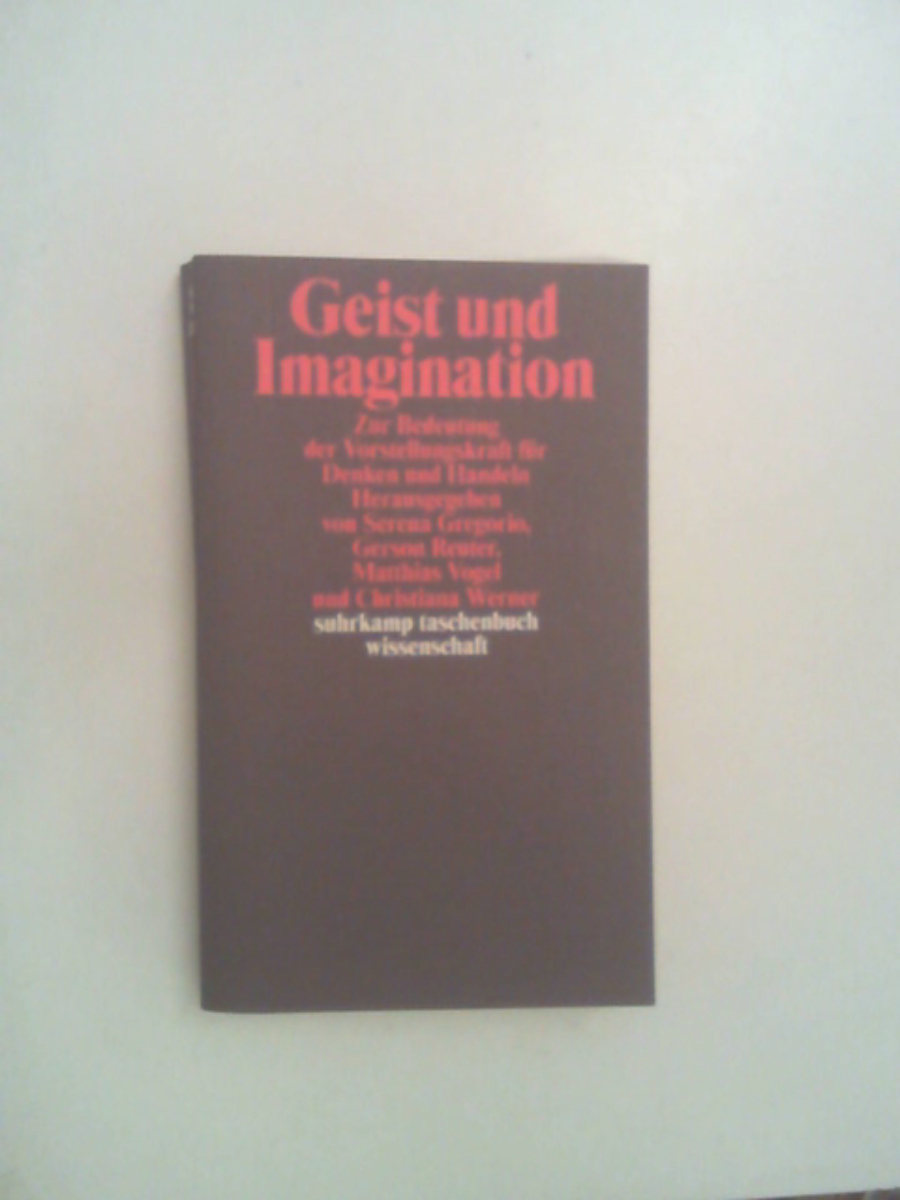 Geist und
Imagination
Zur Bedeutung
der Vorstellungskraft für
Denken und Handeln
Herausgegeben
von Serena Gregorio,
Gerson Reuter,
Matthias Vogel
und Christiana Werner
suhrkamp taschenbuch
wissenschaft